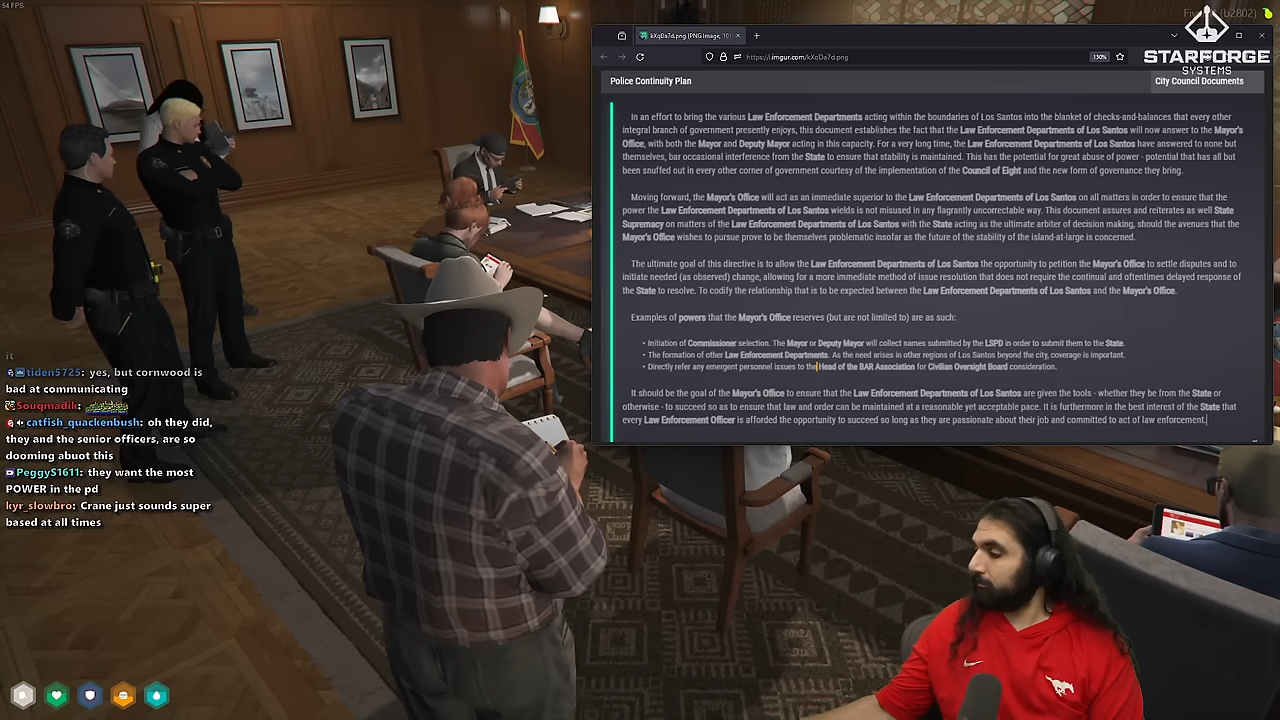 54 FPS
kXqDa7d.png (PNG Image, 101
https://i.imgur.com/kXeDa7d.png
130%
STARFORGE
SYSTEMS
Police Continuity Plan
City Council Documents
In an effort to bring the various Law Enforcement Departments acting within the boundaries of Los Santos into the blanket of checks-and-balances that every other
integral branch of government presently enjoys, this document establishes the fact that the Law Enforcement Departments of Los Santos will now answer to the Mayor's
Office, with both the Mayor and Deputy Mayor acting in this capacity. For a very long time, the Law Enforcement Departments of Los Santos have answered to none but
themselves, bar occasional interference from the State to ensure that stability is maintained. This has the potential for great abuse of power - potential that has all but
been snuffed out in every other corner of government courtesy of the implementation of the Council of Eight and the new form of governance they bring.
Moving forward, the Mayor's Office will act as an immediate superior to the Law Enforcement Departments of Los Santos on all matters in order to ensure that the
power the Law Enforcement Departments of Los Santos wields is not misused in any flagrantly uncorrectable way. This document assures and reiterates as well State
Supremacy on matters of the Law Enforcement Departments of Los Santos with the State acting as the ultimate arbiter of decision making, should the avenues that the
Mayor's Office wishes to pursue prove to be themselves problematic insofar as the future of the stability of the island-at-large is concerned.
The ultimate goal of this directive is to allow the Law Enforcement Departments of Los Santos the opportunity to petition the Mayor's Office to settle disputes and to
initiate needed (as observed) change, allowing for a more immediate method of issue resolution that does not require the continual and oftentimes delayed response of
the State to resolve. To codify the relationship that is to be expected between the Law Enforcement Departments of Los Santos and the Mayor's Office.
Examples of powers that the Mayor's Office reserves (but are not limited to) are as such:
• Initiation of Commissioner selection. The Mayor or Deputy Mayor will collect names submitted by the LSPD in order to submit them to the State.
• The formation of other Law Enforcement Departments. As the need arises in other regions of Los Santos beyond the city, coverage is important.
• Directly refer any emergent personnel issues to the Head of the BAR Association for Civilian Oversight Board consideration.
It should be the goal of the Mayor's Office to ensure that the Law Enforcement Departments of Los Santos are given the tools - whether they be from the State or
otherwise - to succeed so as to ensure that law and order can be maintained at a reasonable yet acceptable pace. It is furthermore in the best interest of the State that
every Law Enforcement Officer is afforded the opportunity to succeed so long as they are passionate about their job and committed to act of law enforcement.
it
tiden5725: yes, but cornwood is
bad at communicating
Souqmadik:
catfish_quackenbush: oh they did,
they and the senior officers, are so
dooming abuot this
PeggyS1611: they want the most
POWER in the pd
kyr_slowbro: Crane just sounds super
based at all times